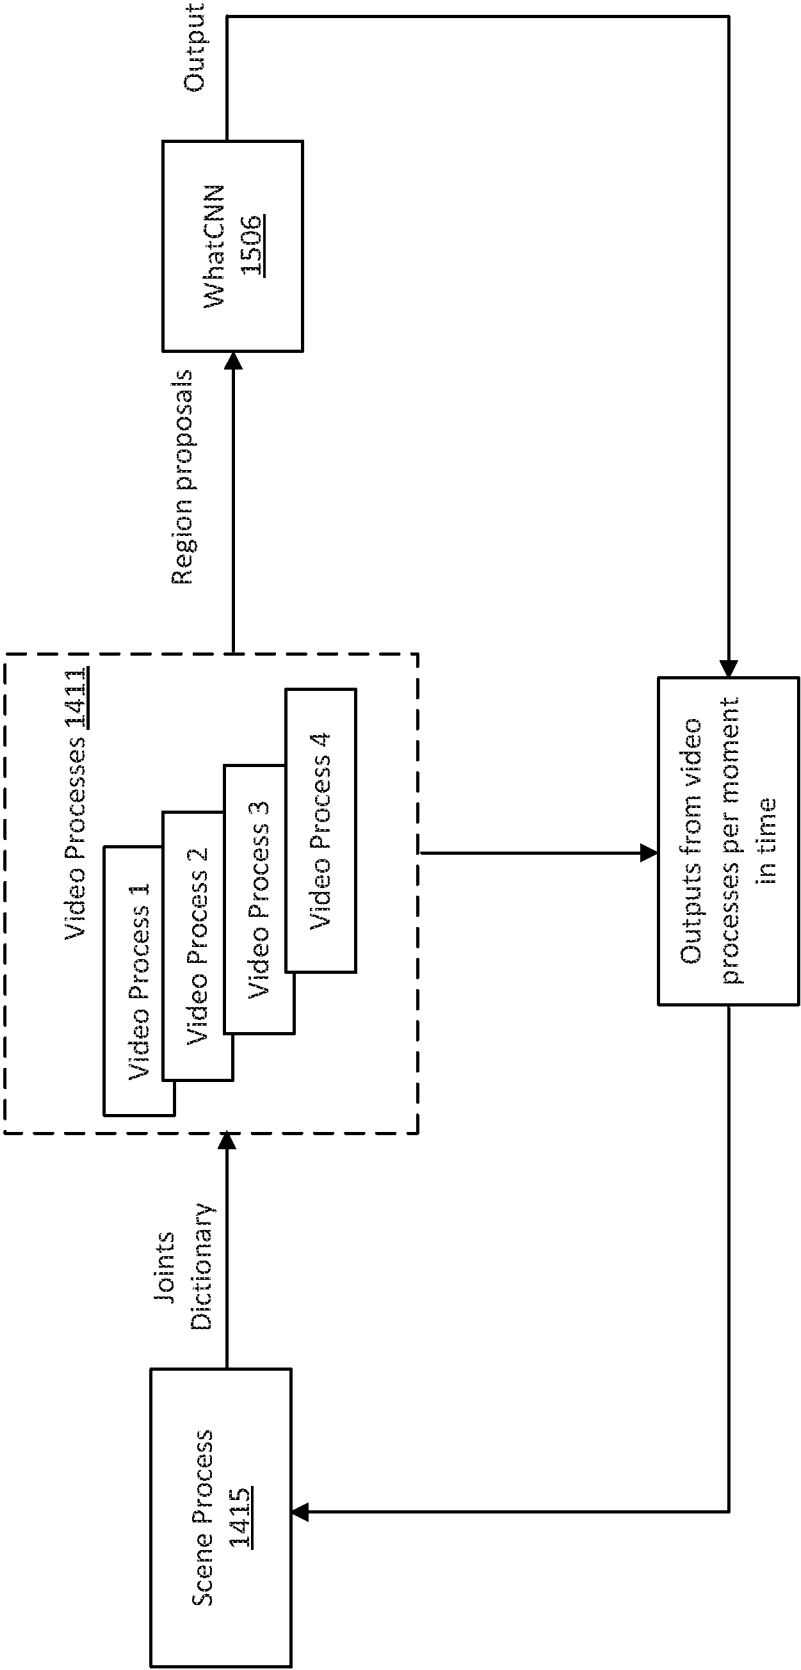 Scene Process
1415
Joints
Dictionary
Video Processes 1411
Video Process 1
Video Process 2
Video Process 3
Video Process 4
Region proposals
WhatCNN
1506
Output
Outputs from video
processes per moment
in time